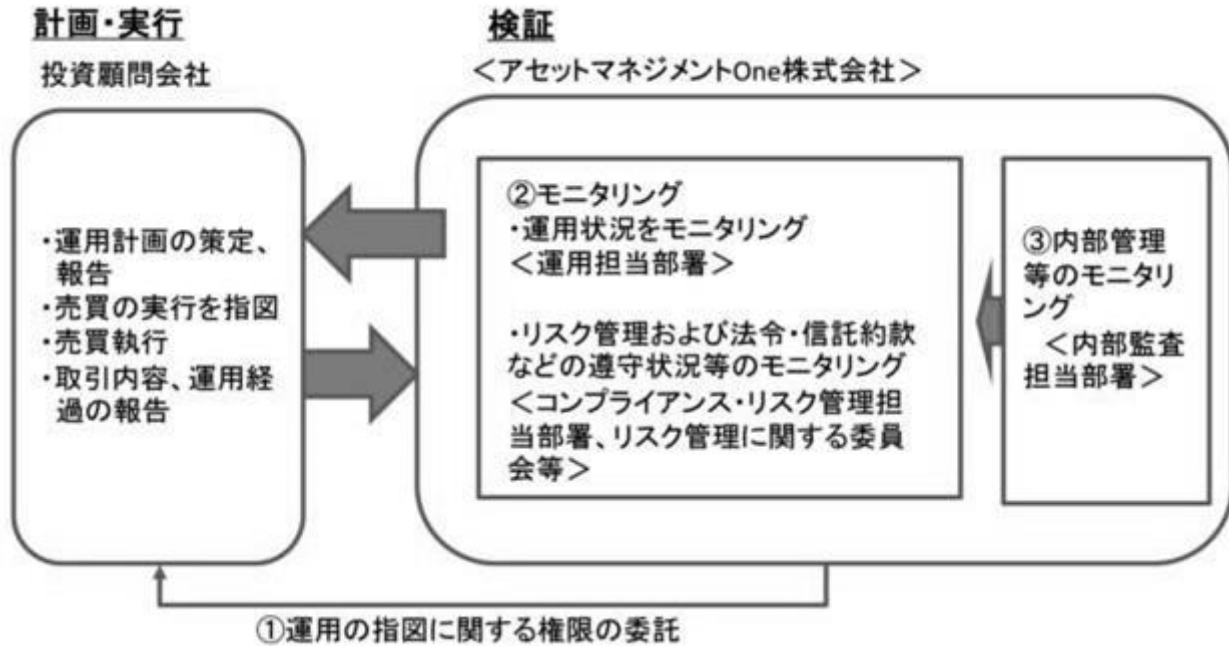 計画・実行
投資顧問会社
・運用計画の策定、
報告
・売買の実行を指図
・売買執行
・取引内容、運用経
過の報告
検証
＜アセットマネジメントOne株式会社＞
②モニタリング
・運用状況をモニタリング
＜運用担当部署＞
・リスク管理および法令・信託約款
などの遵守状況等のモニタリング
＜コンプライアンス・リスク管理担
当部署、リスク管理に関する委員
会等＞
③内部管理
等のモニタリ
ング
＜内部監査
担当部署＞
①運用の指図に関する権限の委託